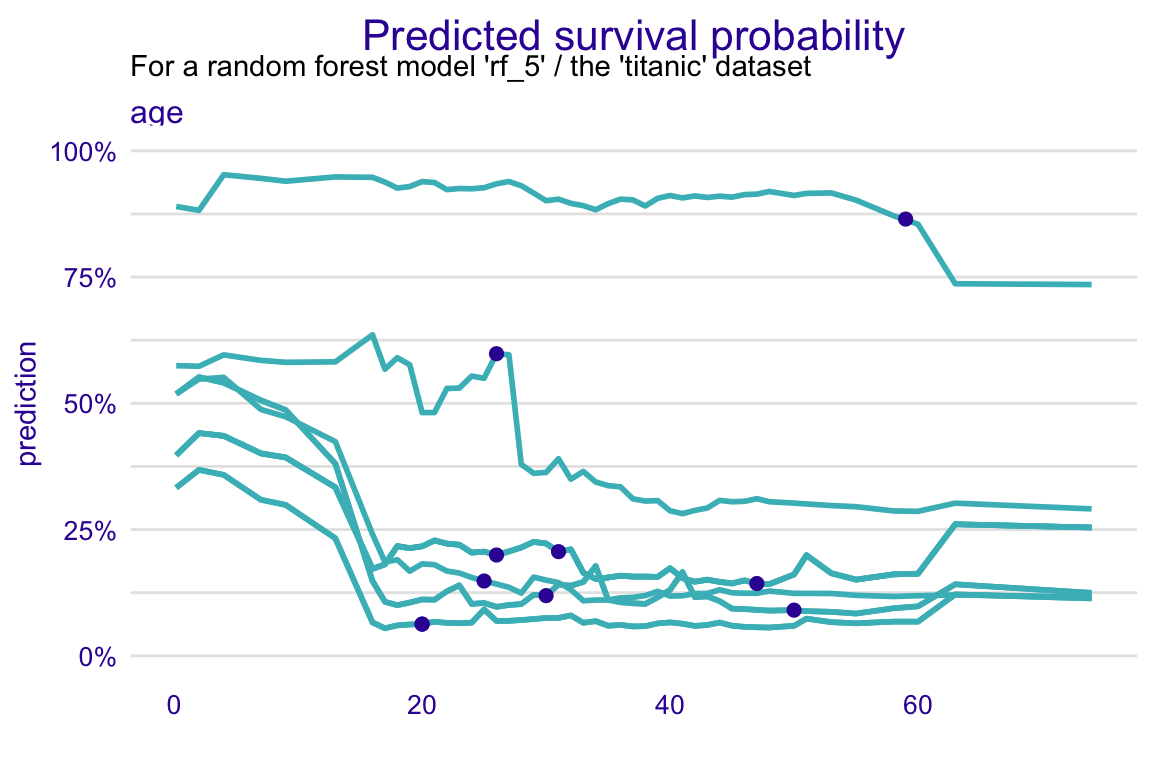 Predicted survival probability
For a random forest model 'rf_5' / the 'titanic' dataset
age
100%
75%
50%
25%
0%
prediction
0 20 40 60